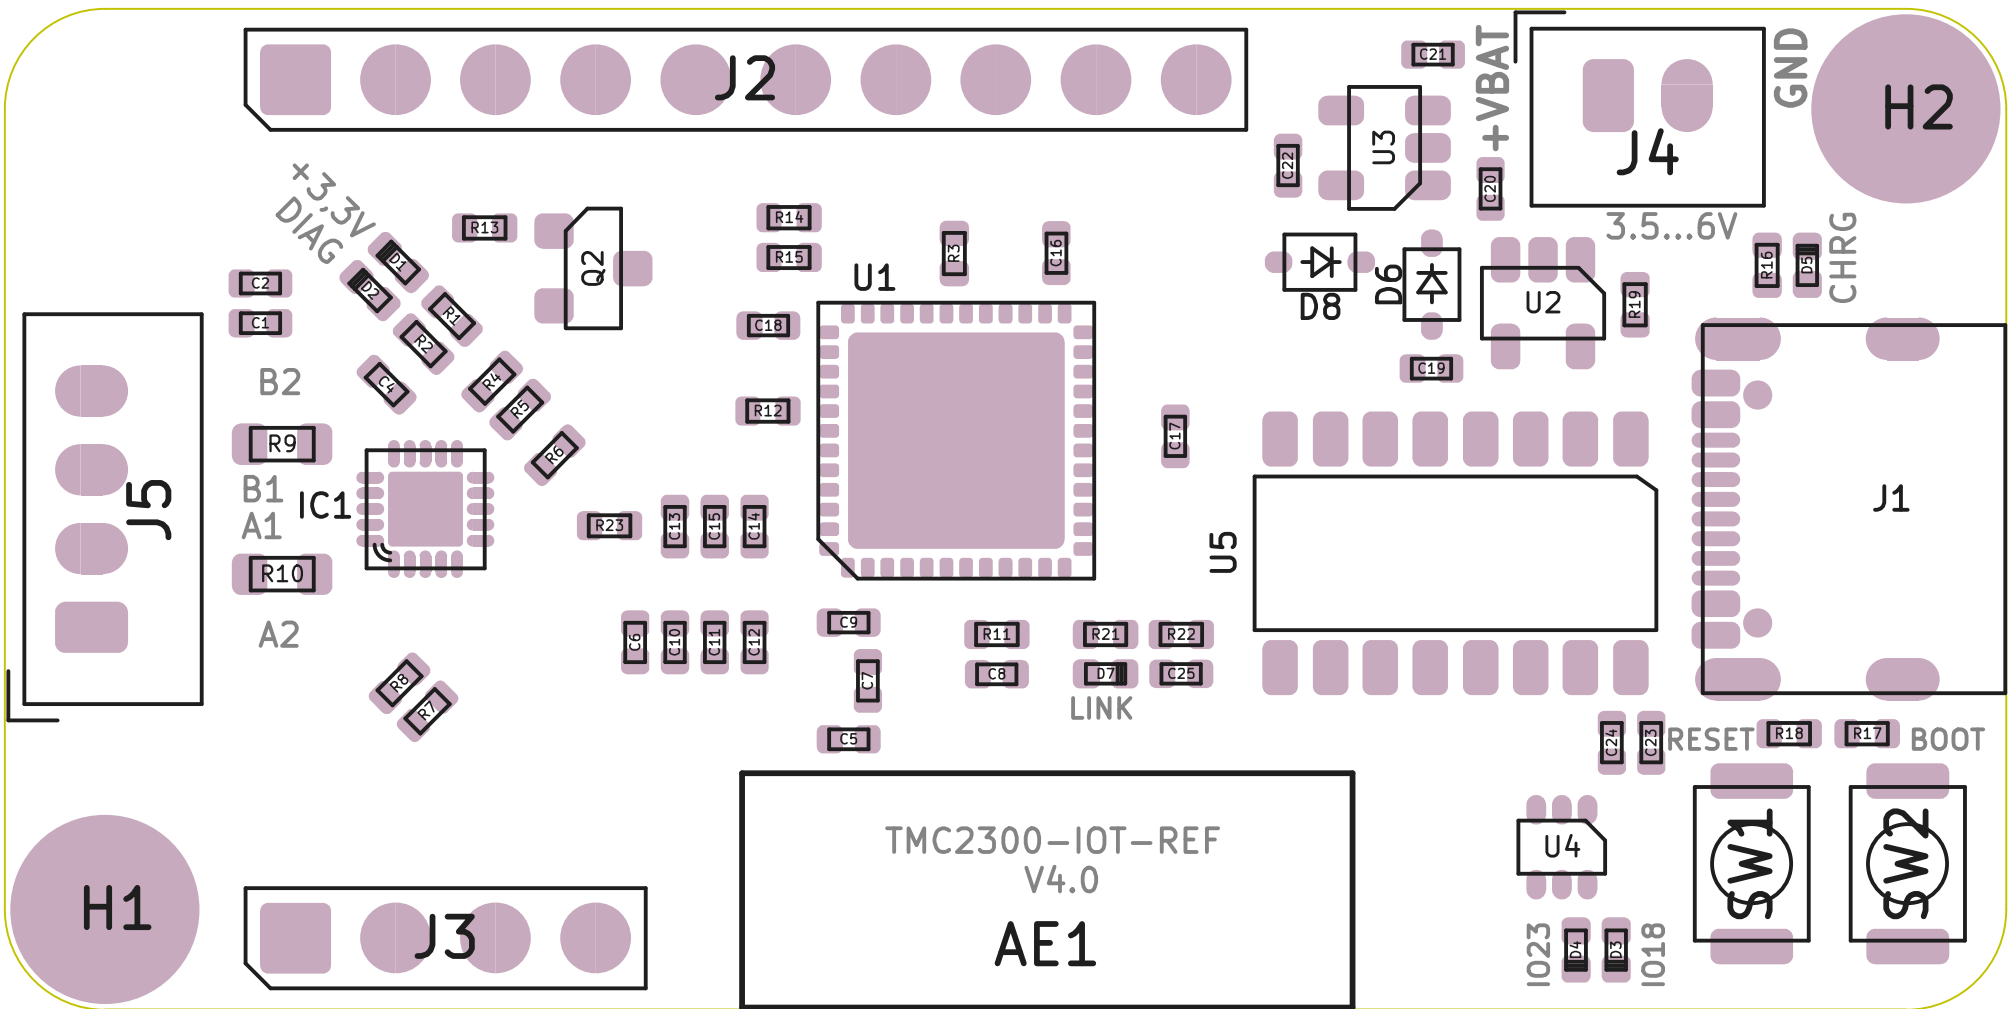 J2
C21
+VBAT
GND
H2
U3
J4
C22
C20
3.5...6V
+3,3V
DIAG
R13
Q2
R14
R15
R3
C16
D8
D6
U2
R19
R16
D5
CHRG
D1
D2
C2
C1
R1
R2
C4
R4
R5
R6
U1
C18
R12
C17
C19
B2
R9
B1
A1
R10
A2
J5
IC1
R23
C13
C15
C14
U5
J1
C6
C10
C11
C12
C9
C7
C5
R11
C8
R21
R22
D7
C25
LINK
R8
R7
C24
C23
RESET
R18
R17
BOOT
SW1
SW2
U4
TMC2300-IOT-REF
V4.0
AE1
H1
J3
IO23
D4
D3
IO18